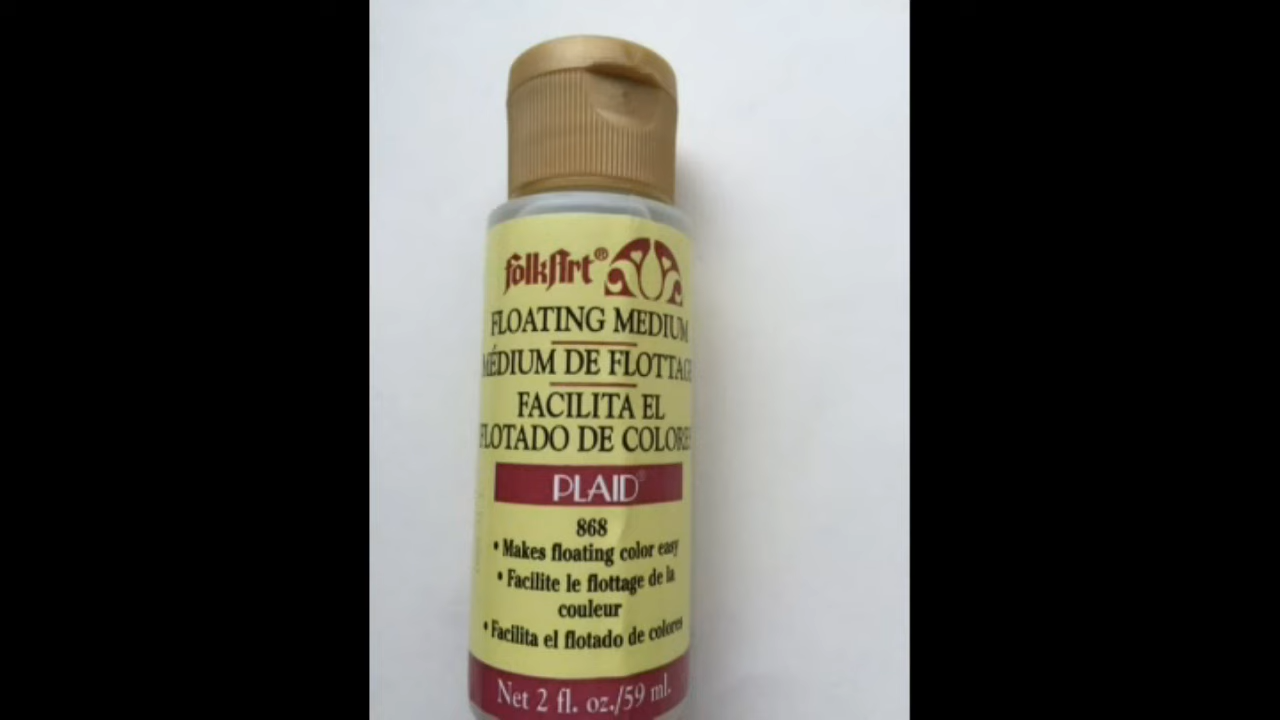 folkArt®
FLOATING MEDIUM
MÉDIUM DE FLOTTAGE
FACILITA EL
FLOTADO DE COLORES
PLAID®
868
• Makes floating color easy
• Facilite le flottage de la
couleur
• Facilita el flotado de colores
Net 2 fl. oz./59 ml.